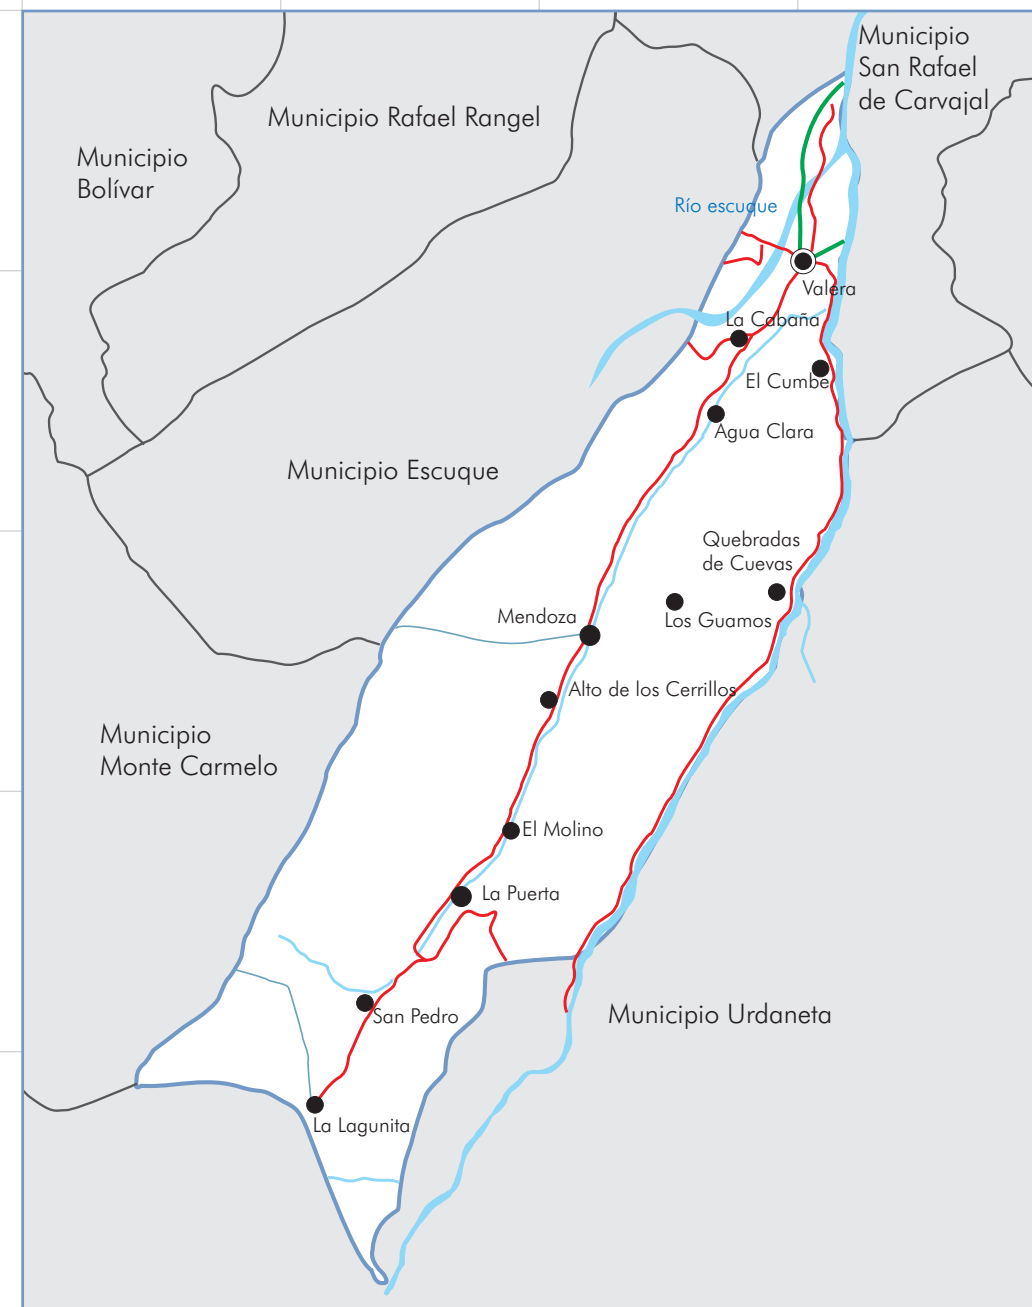 Municipio
San Rafael
de Carvajal
Municipio Rafael Rangel
Municipio
Bolívar
Río escuque
Valera
La Cabaña
El Cumbe
Agua Clara
Municipio Escuque
Quebradas
de Cuevas
Los Guamos
Mendoza
Alto de los Cerrillos
Municipio
Monte Carmelo
El Molino
La Puerta
San Pedro
Municipio Urdaneta
La Lagunita